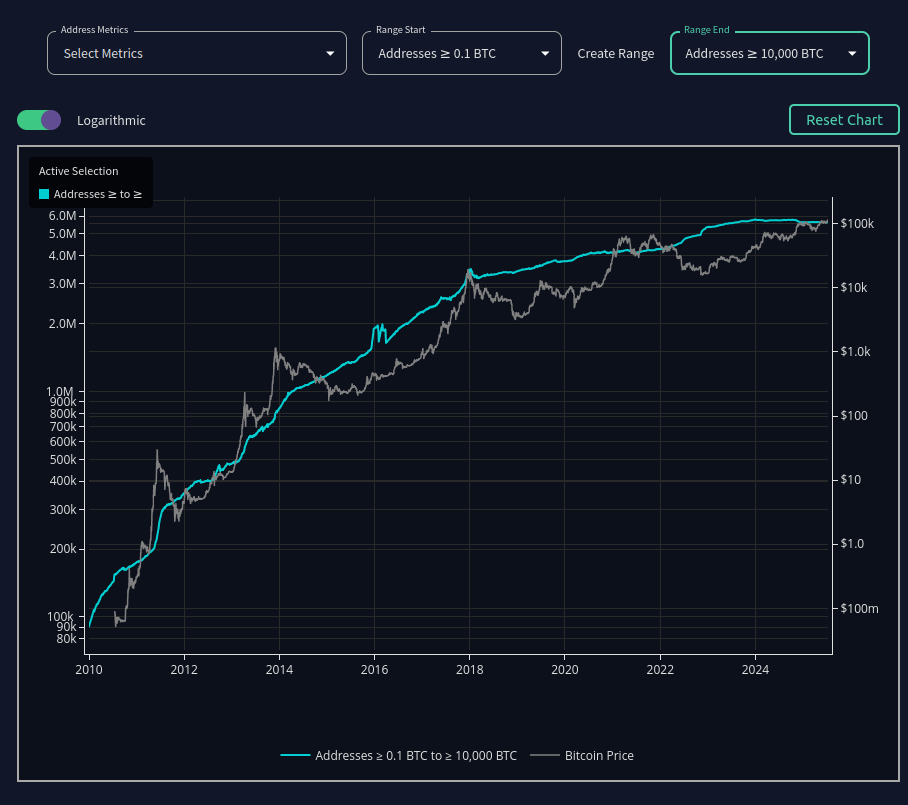 Address Metrics
Select Metrics
Range Start
Addresses ≥ 0.1 BTC
Create Range
Range End
Addresses ≥ 10,000 BTC
Logarithmic
Reset Chart
Active Selection
Addresses ≥ to ≥
6.0M
5.0M
4.0M
3.0M
2.0M
1.0M
900k
800k
700k
600k
500k
400k
300k
200k
100k
90k
80k
$100k
$10k
$1.0k
$100
$10
$1.0
$100m
2010 2012 2014 2016 2018 2020 2022 2024
Addresses ≥ 0.1 BTC to ≥ 10,000 BTC
Bitcoin Price